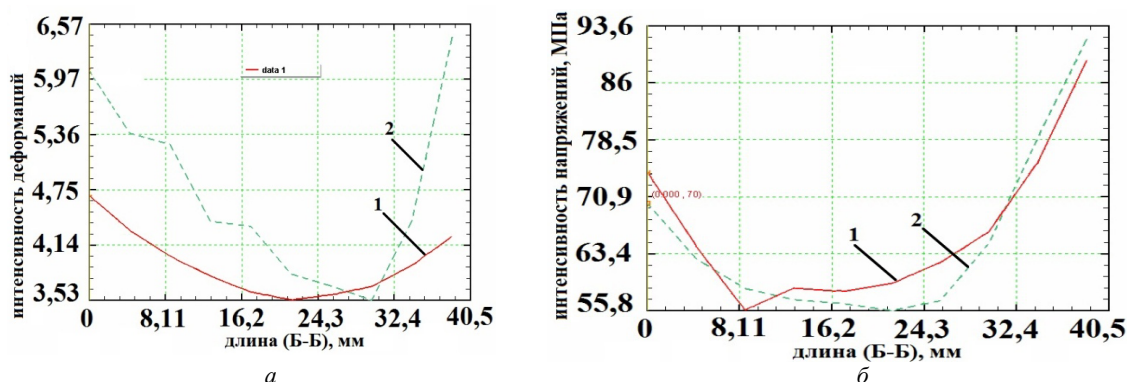 6,57
5,97
5,36
4,75
4,14
3,53
интенсивность деформаций
data 1
2
1
0 8,11 16,2 24,3 32,4 40,5
длина (Б-Б), мм
а
93,6
86
78,5
70,9
63,4
55,8
интенсивность напряжений, МПа
(0.000 , 70)
1
2
0 8,11 16,2 24,3 32,4 40,5
длина (Б-Б), мм
б